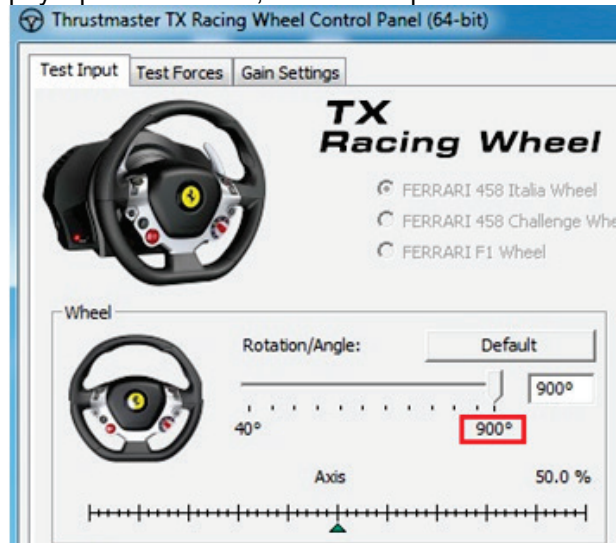 Thrustmaster TX Racing Wheel Control Panel (64-bit)
Test Input Test Forces Gain Settings
TX
Racing Wheel
FERRARI 458 Italia Wheel
FERRARI 458 Challenge Whe
FERRARI F1 Wheel
Wheel
Rotation/Angle: Default
900°
40° 900°
Axis 50.0 %